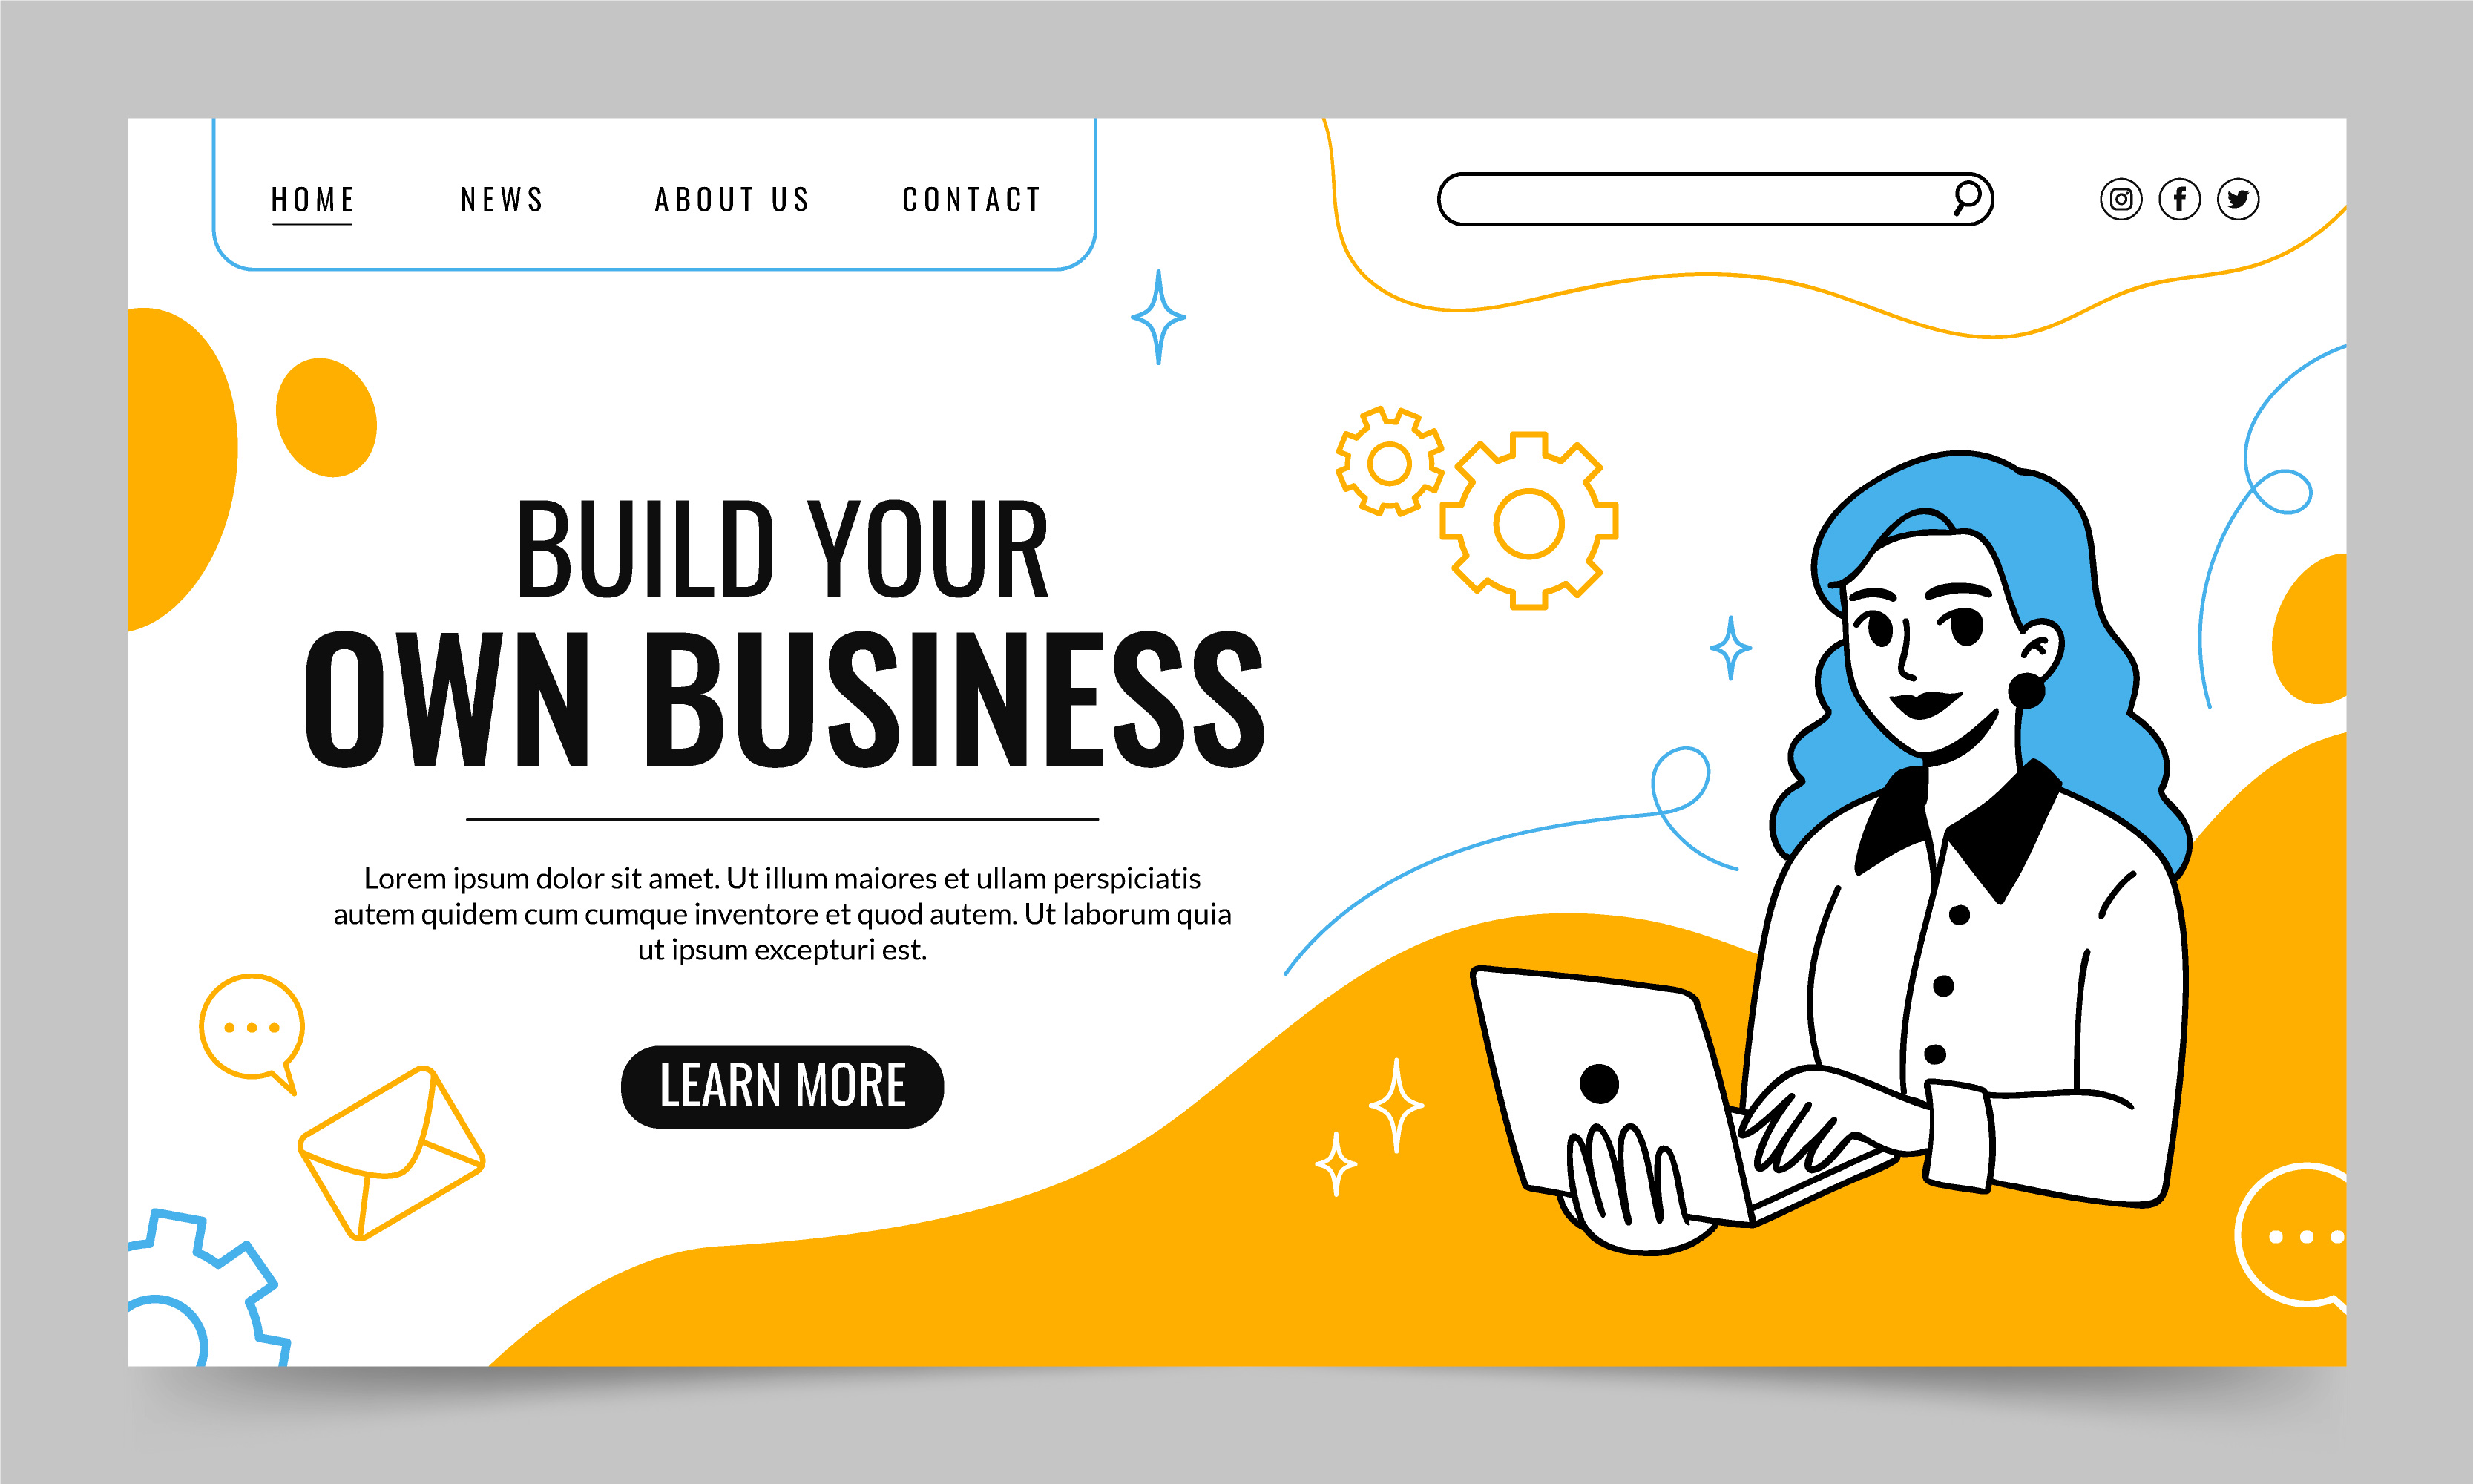 HOME NEWS ABOUT US CONTACT
BUILD YOUR
OWN BUSINESS
Lorem ipsum dolor sit amet. Ut illum maiores et ullam perspiciatis
autem quidem cum cumque inventore et quod autem. Ut laborum quia
ut ipsum excepturi est.
LEARN MORE